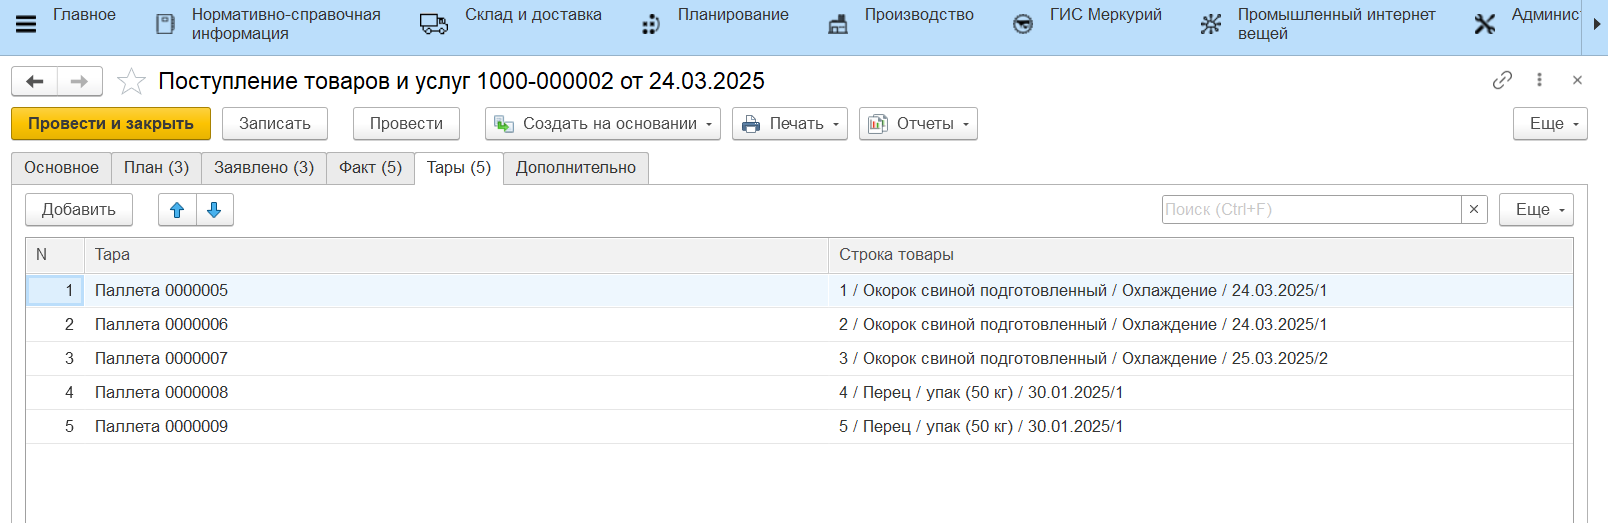 Главное
Нормативно-справочная
информация
Склад и доставка
Планирование
Производство
ГИС Меркурий
Промышленный интернет
вещей
Админис
Поступление товаров и услуг 1000-000002 от 24.03.2025
Провести и закрыть
Записать
Провести
Создать на основании
Печать
Отчеты
Еще
Основное
План (3)
Заявлено (3)
Факт (5)
Тары (5)
Дополнительно
Добавить
Поиск (Ctrl+F)
Еще
N Тара Строка товары
1 Паллета 0000005 1 / Окорок свиной подготовленный / Охлаждение / 24.03.2025/1
2 Паллета 0000006 2 / Окорок свиной подготовленный / Охлаждение / 24.03.2025/1
3 Паллета 0000007 3 / Окорок свиной подготовленный / Охлаждение / 25.03.2025/2
4 Паллета 0000008 4 / Перец / упак (50 кг) / 30.01.2025/1
5 Паллета 0000009 5 / Перец / упак (50 кг) / 30.01.2025/1